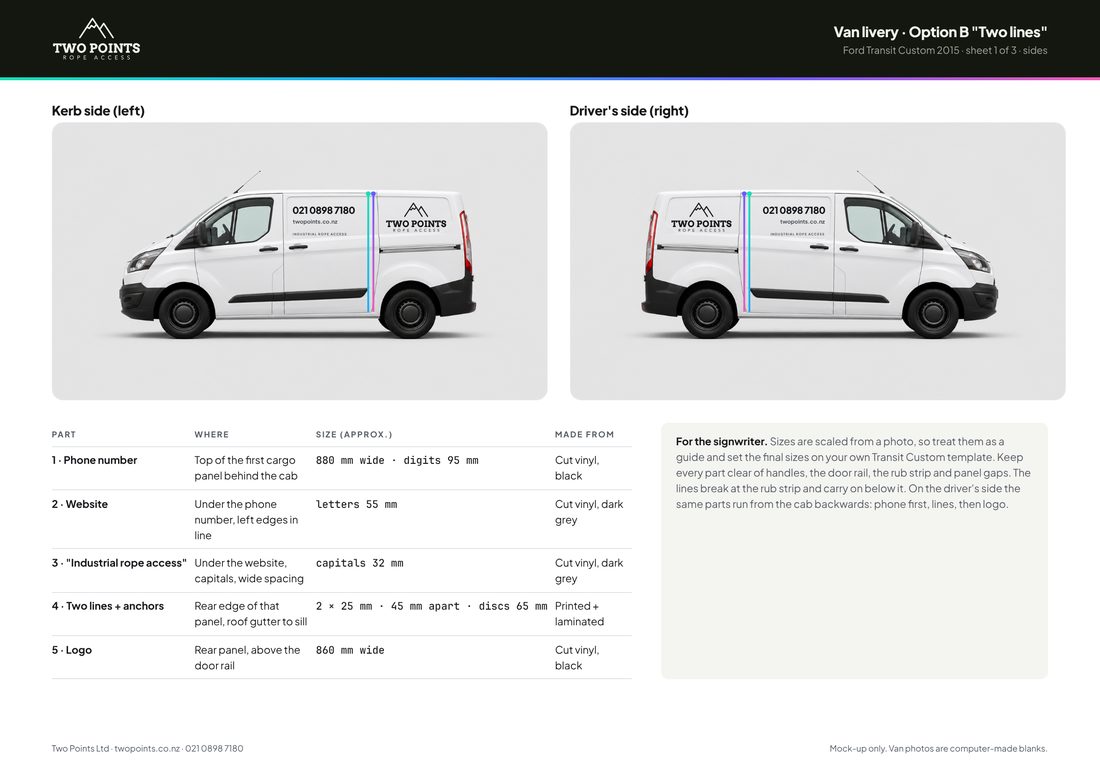 TWO POINTS
ROPE ACCESS
Van livery · Option B "Two lines"
Ford Transit Custom 2015 · sheet 1 of 3 · sides
Kerb side (left)
Driver's side (right)
021 0898 7180
twopoints.co.nz
INDUSTRIAL ROPE ACCESS
TWO POINTS
ROPE ACCESS
TWO POINTS
ROPE ACCESS
021 0898 7180
twopoints.co.nz
INDUSTRIAL ROPE ACCESS
PART WHERE SIZE (APPROX.) MADE FROM
1 · Phone number Top of the first cargo 880 mm wide · digits 95 mm Cut vinyl,
panel behind the cab black
2 · Website Under the phone letters 55 mm Cut vinyl, dark
number, left edges in grey
line
3 · "Industrial rope access" Under the website, capitals 32 mm Cut vinyl, dark
capitals, wide spacing grey
4 · Two lines + anchors Rear edge of that 2 × 25 mm · 45 mm apart · discs 65 mm Printed +
panel, roof gutter to sill laminated
5 · Logo Rear panel, above the 860 mm wide Cut vinyl,
door rail black
For the signwriter. Sizes are scaled from a photo, so treat them as a
guide and set the final sizes on your own Transit Custom template. Keep
every part clear of handles, the door rail, the rub strip and panel gaps. The
lines break at the rub strip and carry on below it. On the driver's side the
same parts run from the cab backwards: phone first, lines, then logo.
Two Points Ltd · twopoints.co.nz · 021 0898 7180
Mock-up only. Van photos are computer-made blanks.